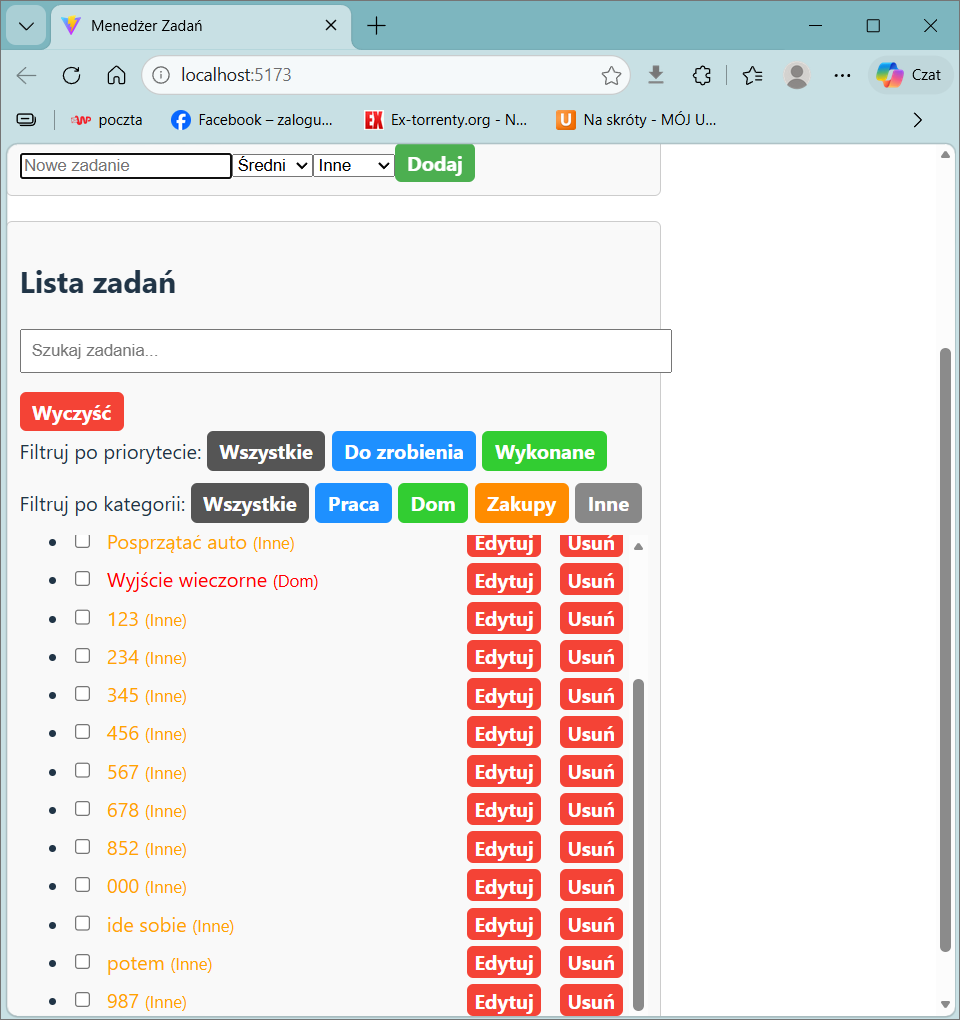 Menedżer Zadań
localhost:5173
Czat
WP poczta Facebook – zalogu... EX Ex-torrenty.org - N... U Na skróty - MÓJ U...
Nowe zadanie Średni Inne Dodaj
Lista zadań
Szukaj zadania...
Wyczyść
Filtruj po priorytecie: Wszystkie Do zrobienia Wykonane
Filtruj po kategorii: Wszystkie Praca Dom Zakupy Inne
Posprzątać auto (Inne) Edytuj Usuń
Wyjście wieczorne (Dom) Edytuj Usuń
123 (Inne) Edytuj Usuń
234 (Inne) Edytuj Usuń
345 (Inne) Edytuj Usuń
456 (Inne) Edytuj Usuń
567 (Inne) Edytuj Usuń
678 (Inne) Edytuj Usuń
852 (Inne) Edytuj Usuń
000 (Inne) Edytuj Usuń
ide sobie (Inne) Edytuj Usuń
potem (Inne) Edytuj Usuń
987 (Inne) Edytuj Usuń